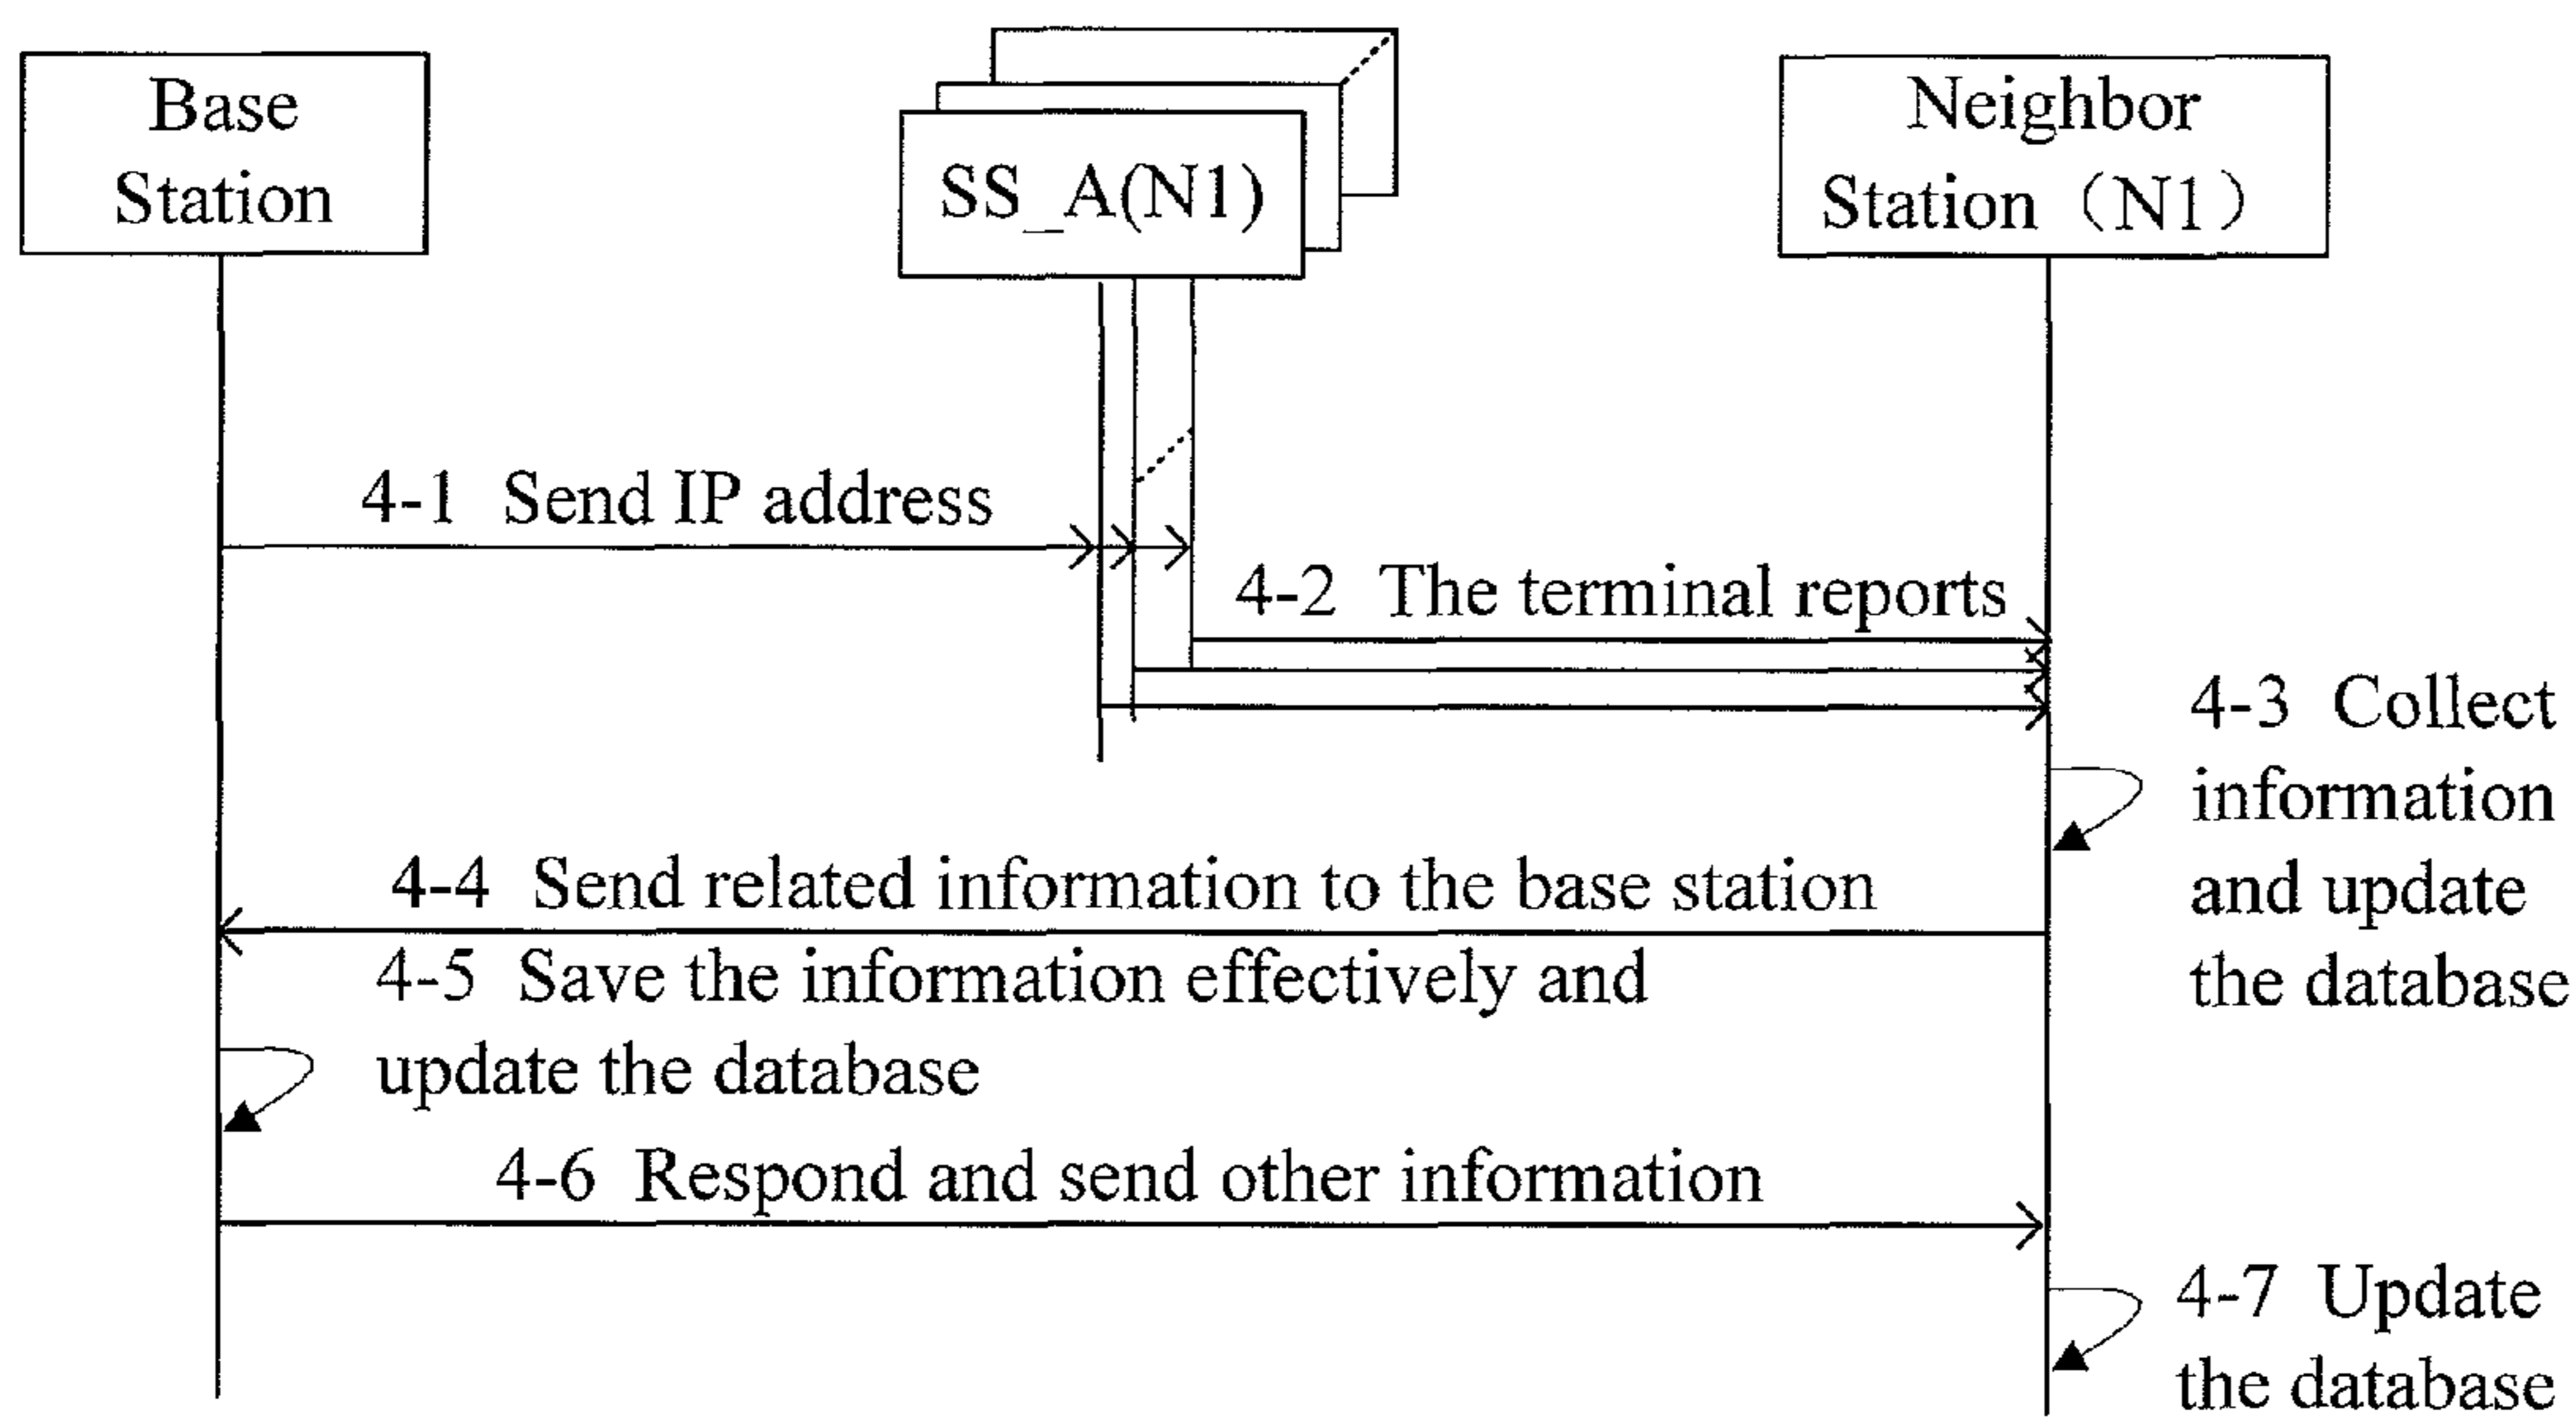 Base
Station
SS_A(N1)
Neighbor
Station（N1）
4-1 Send IP address
4-2 The terminal reports
4-3 Collect
information
and update
the database
4-4 Send related information to the base station
4-5 Save the information effectively and
update the database
4-6 Respond and send other information
4-7 Update
the database